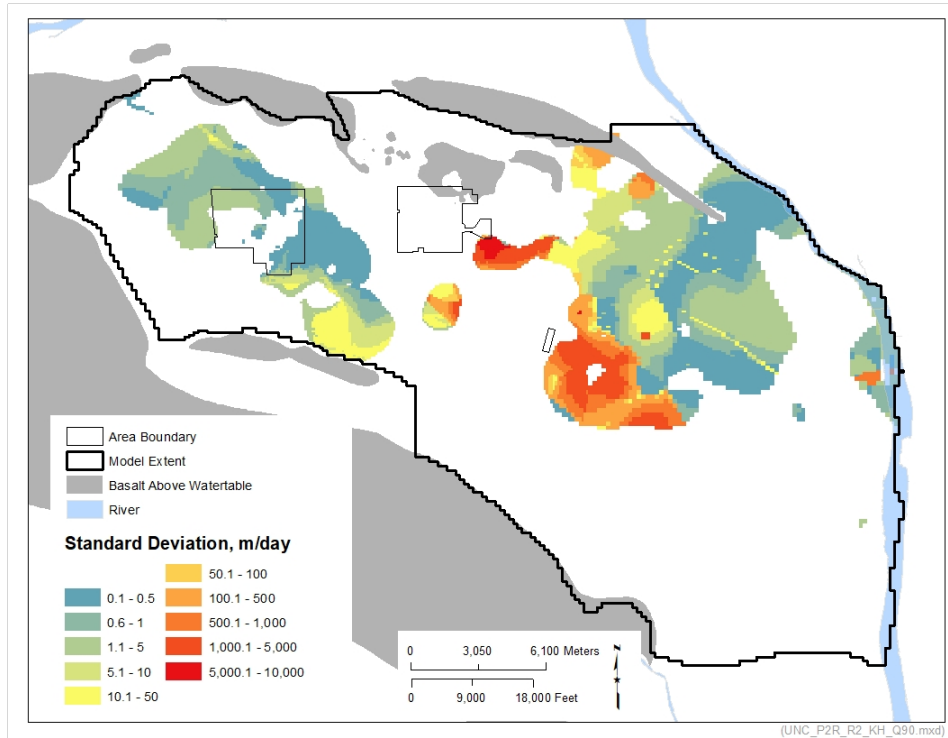 Area Boundary
Model Extent
Basalt Above Watertable
River
Standard Deviation, m/day
0.1 - 0.5
0.6 - 1
1.1 - 5
5.1 - 10
10.1 - 50
50.1 - 100
100.1 - 500
500.1 - 1,000
1,000.1 - 5,000
5,000.1 - 10,000
0 3,050 6,100 Meters
0 9,000 18,000 Feet
N
(UNC_P2R_R2_KH_Q90.mxd)